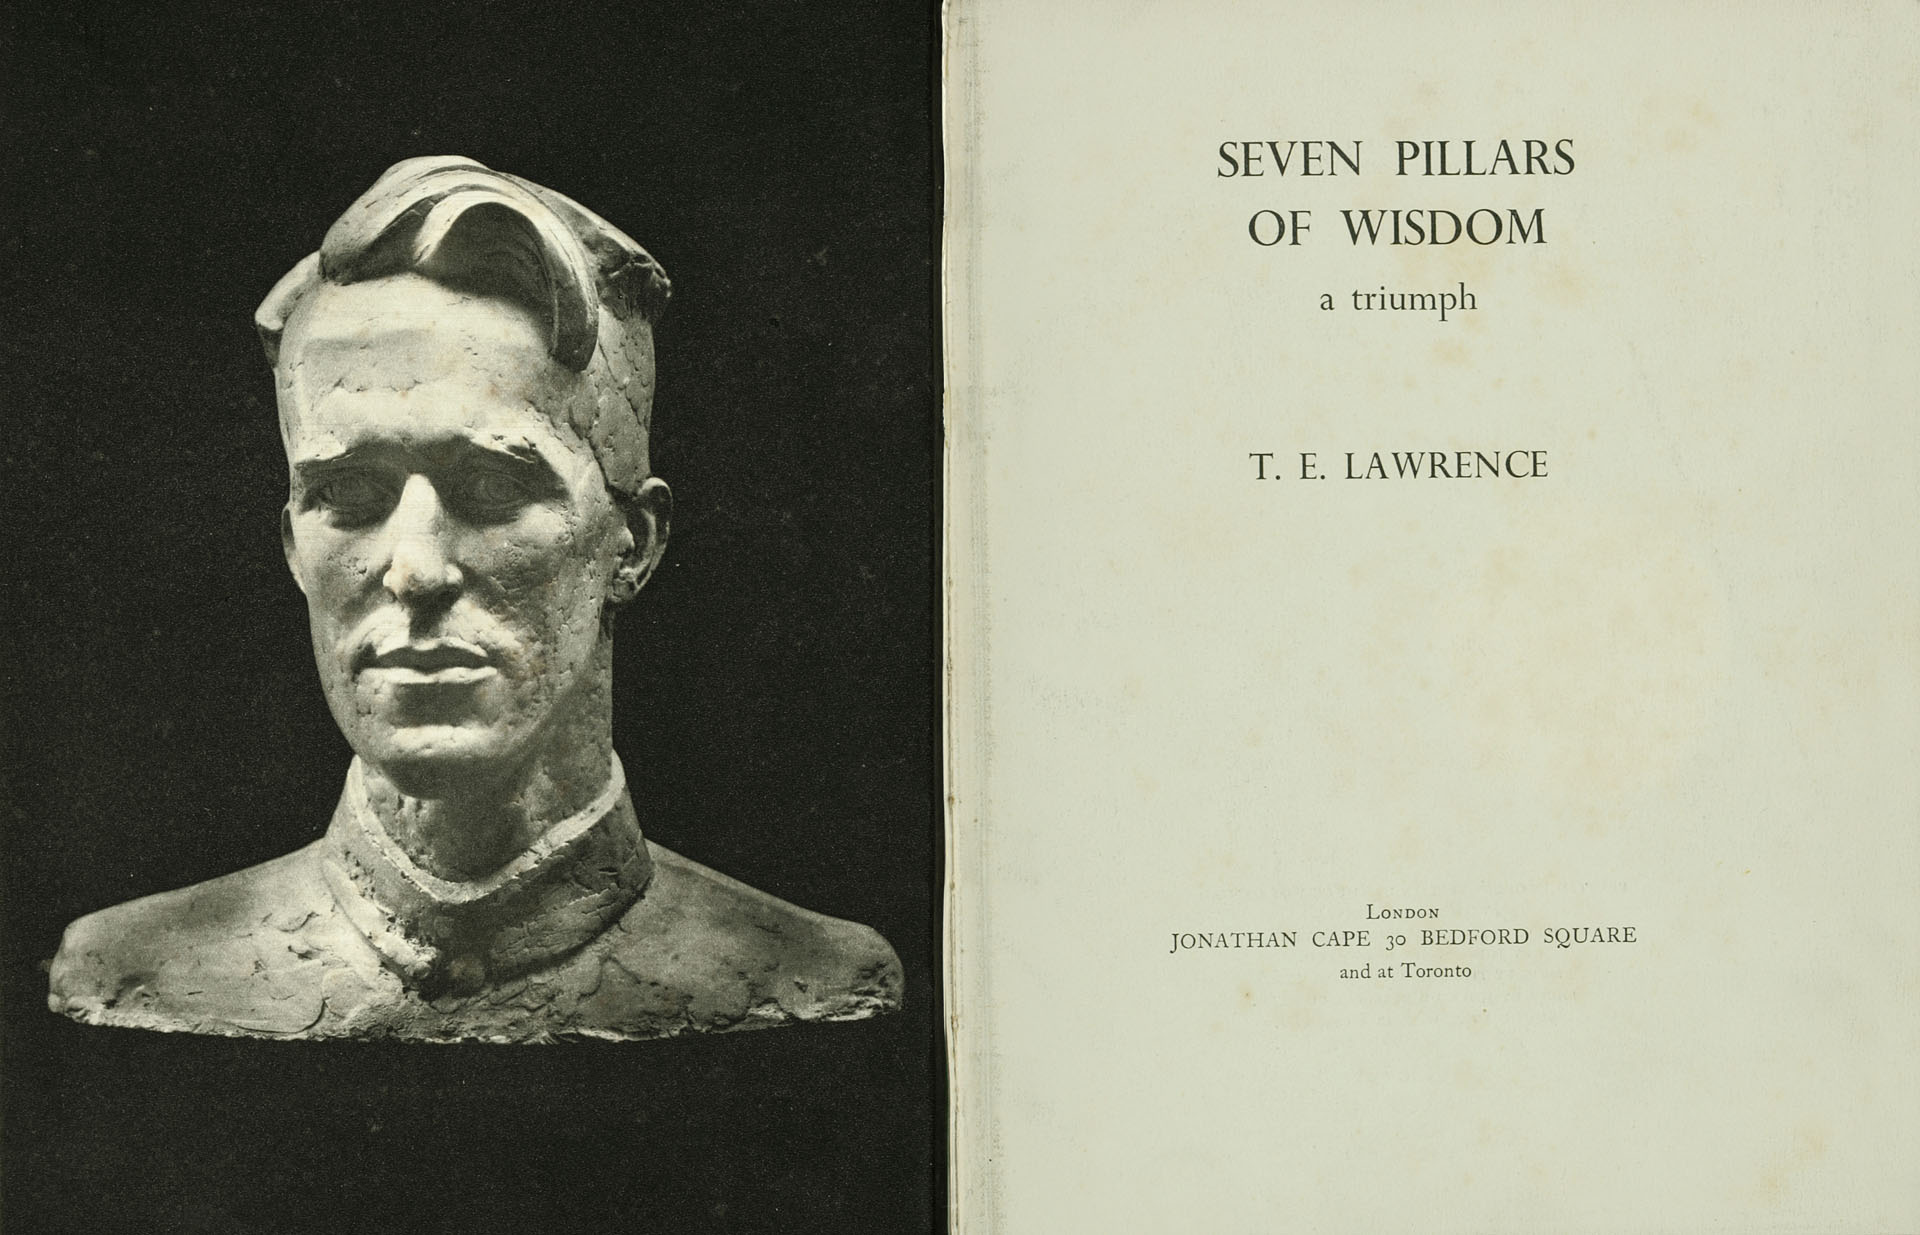 SEVEN PILLARS
OF WISDOM
a triumph
T. E. LAWRENCE
London
JONATHAN CAPE 30 BEDFORD SQUARE
and at Toronto